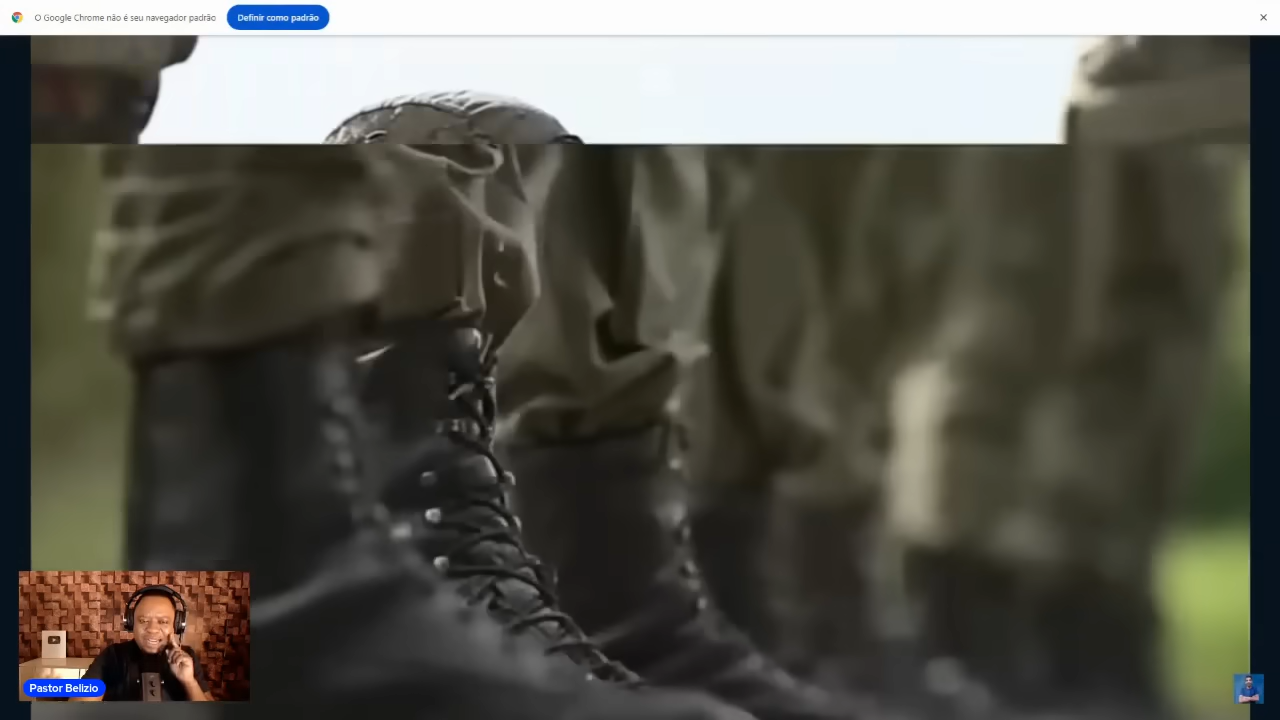 O Google Chrome não é seu navegador padrão
Definir como padrão
Pastor Belizio